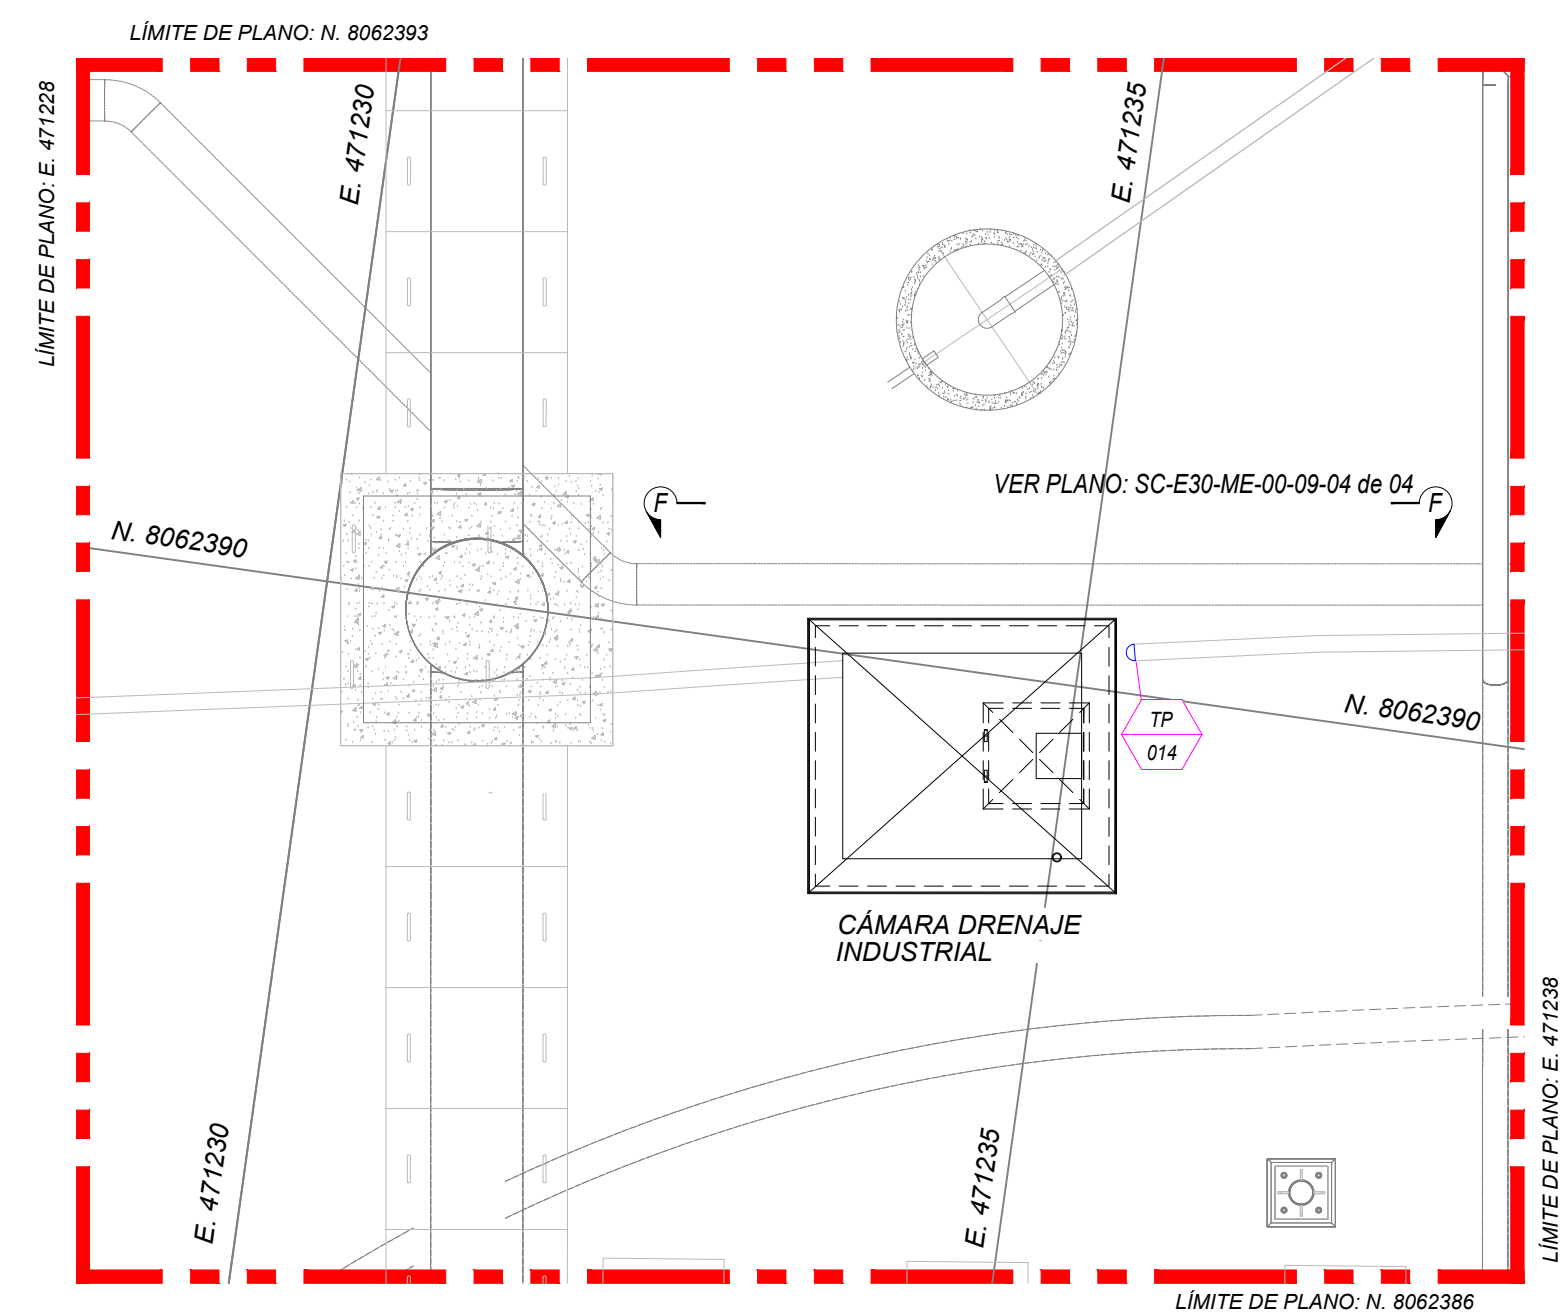 LÍMITE DE PLANO: N. 8062393
LÍMITE DE PLANO: E. 471228
E. 471230
E. 471235
VER PLANO: SC-E30-ME-00-09-04 de 04
F
F
N. 8062390
N. 8062390
TP
014
CÁMARA DRENAJE
INDUSTRIAL
E. 471230
E. 471235
LÍMITE DE PLANO: E. 471238
LÍMITE DE PLANO: N. 8062386